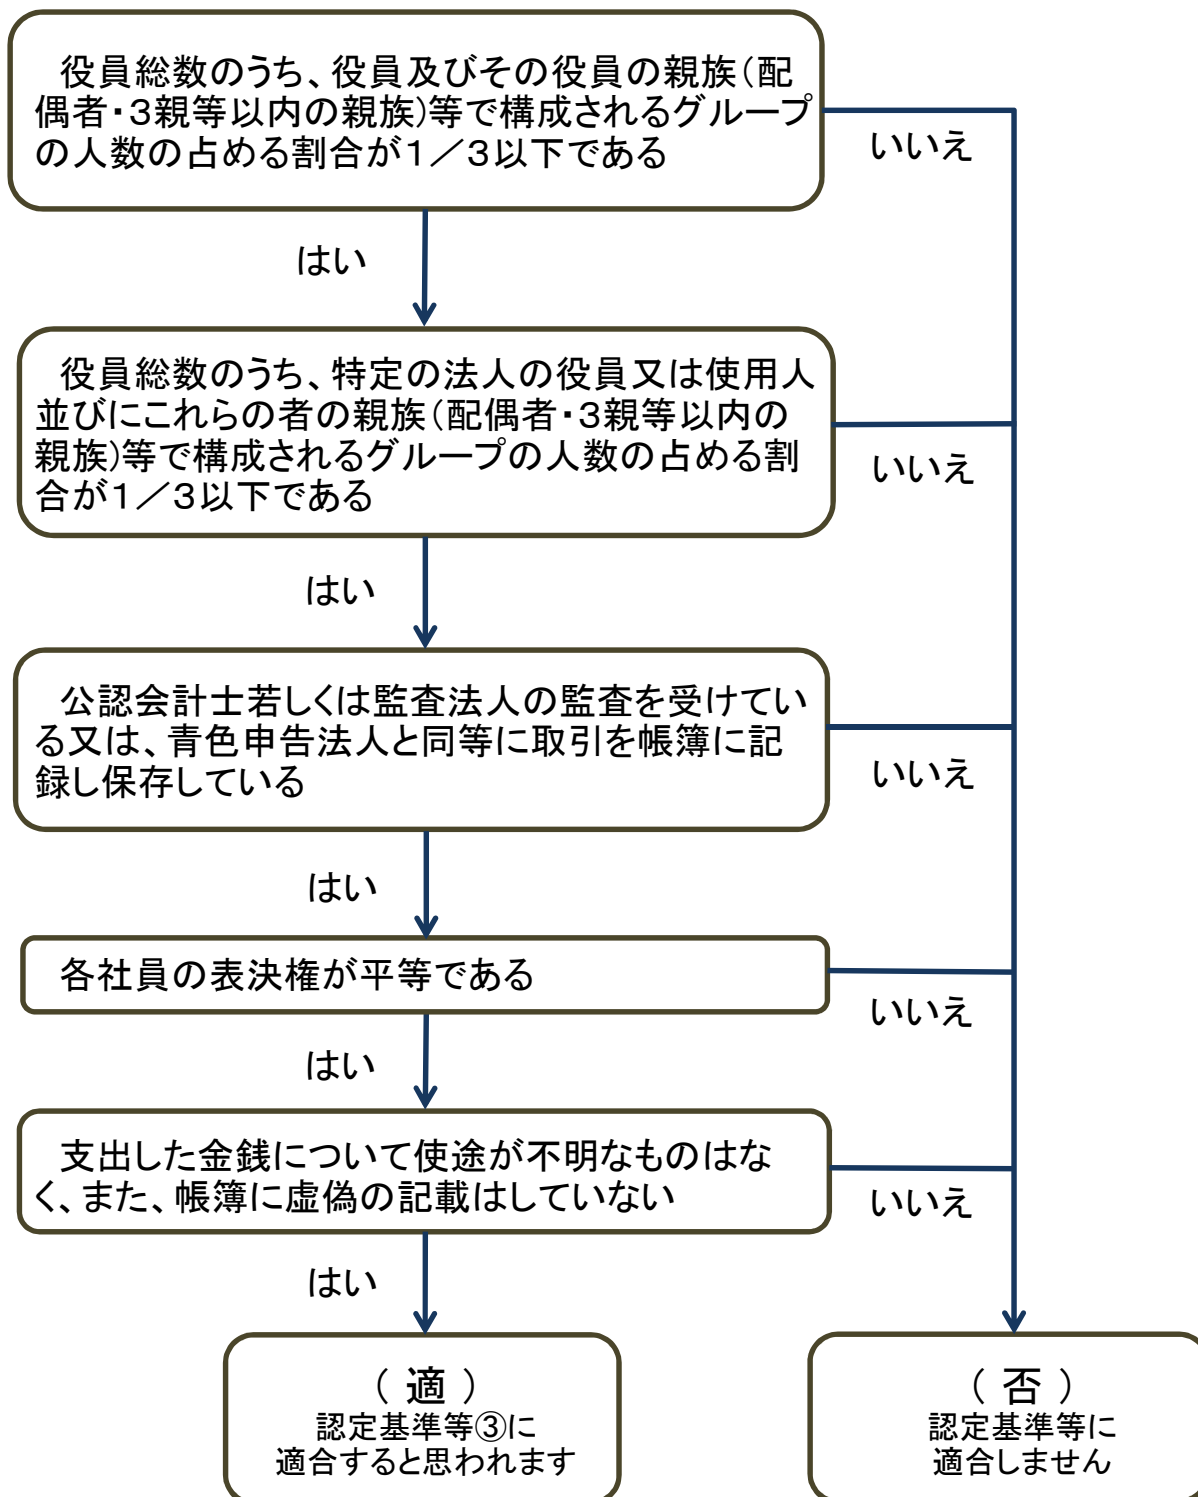 役員総数のうち、役員及びその役員の親族(配
偶者・3親等以内の親族)等で構成されるグループ
の人数の占める割合が1／3以下である
いいえ
はい
役員総数のうち、特定の法人の役員又は使用人
並びにこれらの者の親族(配偶者・3親等以内の
親族)等で構成されるグループの人数の占める割
合が1／3以下である
いいえ
はい
公認会計士若しくは監査法人の監査を受けてい
る又は、青色申告法人と同等に取引を帳簿に記
録し保存している
いいえ
はい
各社員の表決権が平等である
いいえ
はい
支出した金銭について使途が不明なものはな
く、また、帳簿に虚偽の記載はしていない
いいえ
はい
（ 適 ）
認定基準等③に
適合すると思われます
（ 否 ）
認定基準等に
適合しません